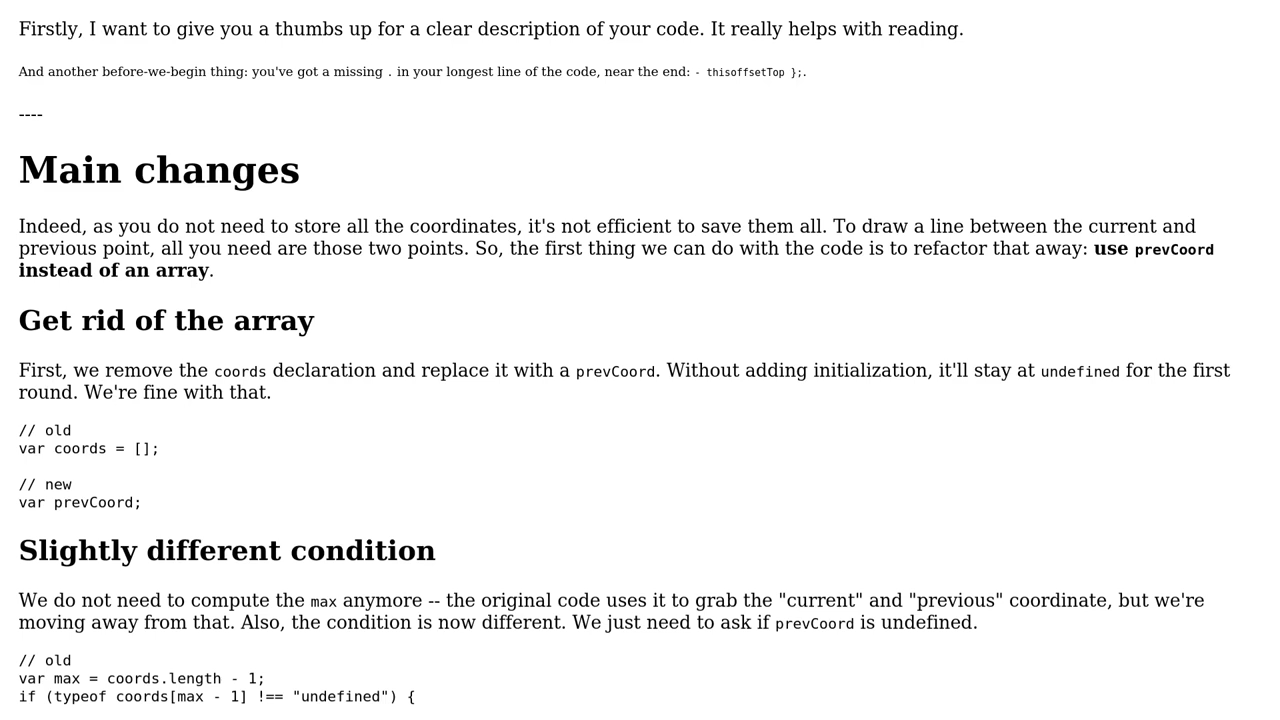 Firstly, I want to give you a thumbs up for a clear description of your code. It really helps with reading.
And another before-we-begin thing: you've got a missing . in your longest line of the code, near the end: - thisoffsetTop };.
----
Main changes
Indeed, as you do not need to store all the coordinates, it's not efficient to save them all. To draw a line between the current and
previous point, all you need are those two points. So, the first thing we can do with the code is to refactor that away: use prevCoord
instead of an array.
Get rid of the array
First, we remove the coords declaration and replace it with a prevCoord. Without adding initialization, it'll stay at undefined for the first
round. We're fine with that.
// old
var coords = [];
// new
var prevCoord;
Slightly different condition
We do not need to compute the max anymore -- the original code uses it to grab the "current" and "previous" coordinate, but we're
moving away from that. Also, the condition is now different. We just need to ask if prevCoord is undefined.
// old
var max = coords.length - 1;
if (typeof coords[max - 1] !== "undefined") {